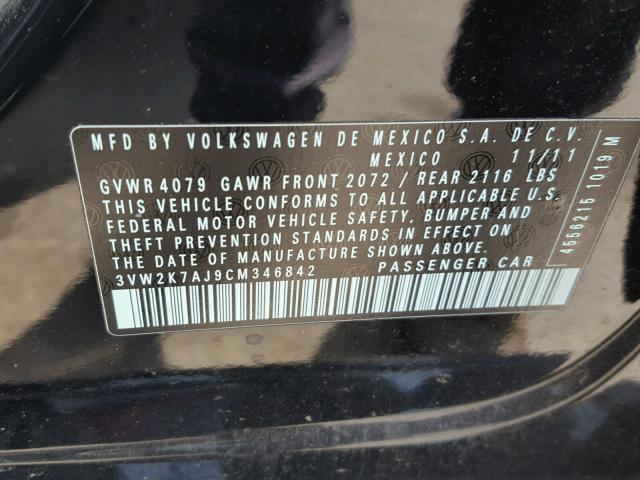 MFD BY VOLKSWAGEN DE MEXICO S.A. DE C.V.
MEXICO 11/11
GVWR 4079 GAWR FRONT 2072 / REAR 2116 LBS
THIS VEHICLE CONFORMS TO ALL APPLICABLE U.S.
FEDERAL MOTOR VEHICLE SAFETY, BUMPER AND
THEFT PREVENTION STANDARDS IN EFFECT ON
THE DATE OF MANUFACTURE SHOWN ABOVE.
3VW2K7AJ9CM346842 PASSENGER CAR
4556215 1019 M